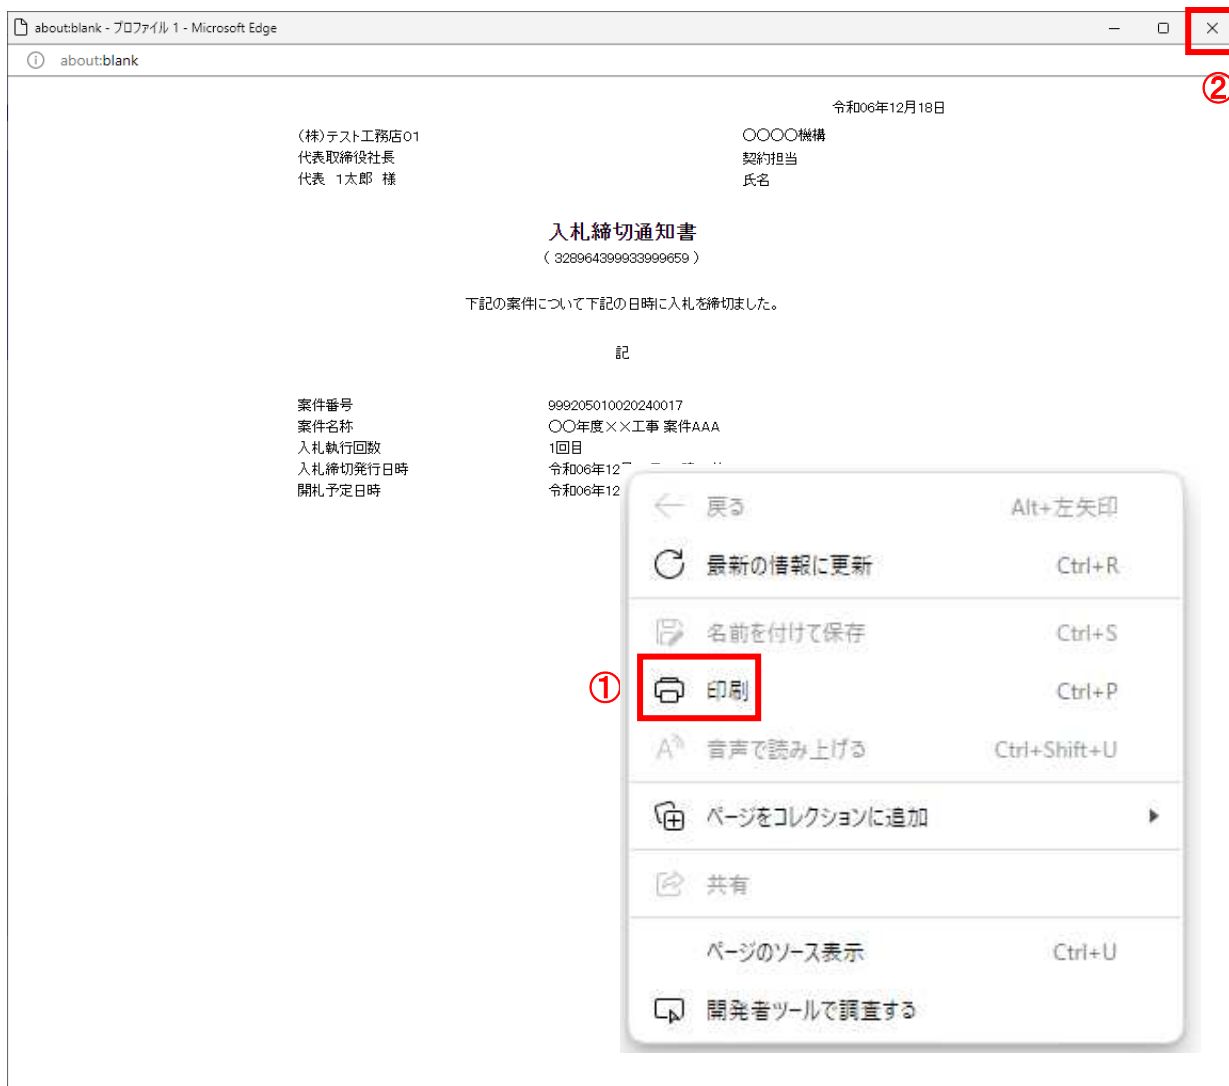 about:blank - プロファイル 1 - Microsoft Edge
about:blank
②
令和06年12月18日
(株)テスト工務店01
代表取締役社長
代表 1太郎 様
〇〇〇〇機構
契約担当
氏名
入札締切通知書
( 328964399933999659 )
下記の案件について下記の日時に入札を締切ました。
記
案件番号 999205010020240017
案件名称 〇〇年度××工事 案件AAA
入札執行回数 1回目
入札締切発行日時 令和06年12
開札予定日時 令和06年12
戻る Alt+左矢印
最新の情報に更新 Ctrl+R
名前を付けて保存 Ctrl+S
① 印刷 Ctrl+P
音声で読み上げる Ctrl+Shift+U
ページをコレクションに追加
共有
ページのソース表示 Ctrl+U
開発者ツールで調査する